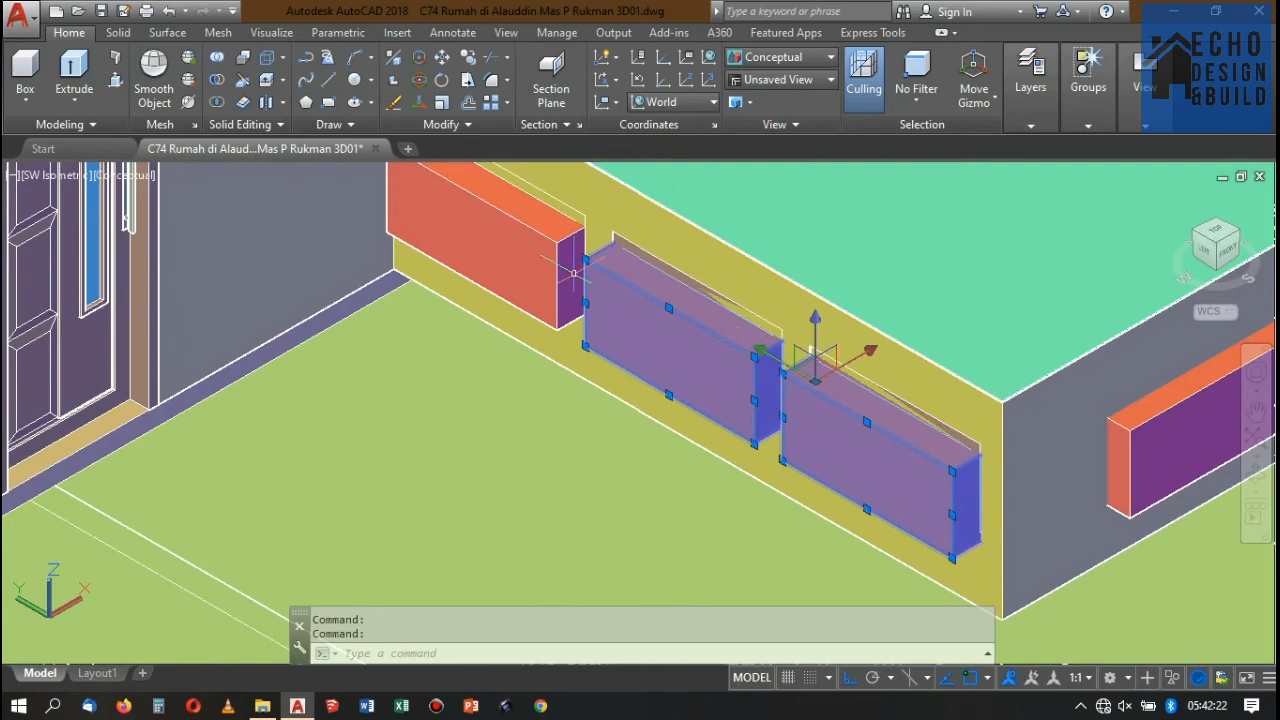 Autodesk AutoCAD 2018 C74 Rumah di Alauddin Mas P Rukman 3D01.dwg
Type a keyword or phrase
Sign In
Home Solid Surface Mesh Visualize Parametric Insert Annotate View Manage Output Add-ins A360 Featured Apps Express Tools
Box
Extrude
Smooth
Object
Section
Plane
World
Conceptual
Unsaved View
Culling
No Filter
Move
Gizmo
Layers
Groups
View
ECHO
DESIGN
&BUILD
Modeling Mesh Solid Editing Draw Modify Section Coordinates View Selection
Start
C74 Rumah di Alaud...Mas P Rukman 3D01*
[−][SW Isometric][Conceptual]
TOP
LEFT
FRONT
W
S
WCS
Z
Y
X
Command:
Command:
Type a command
Model Layout1
MODEL
1:1
05:42:22